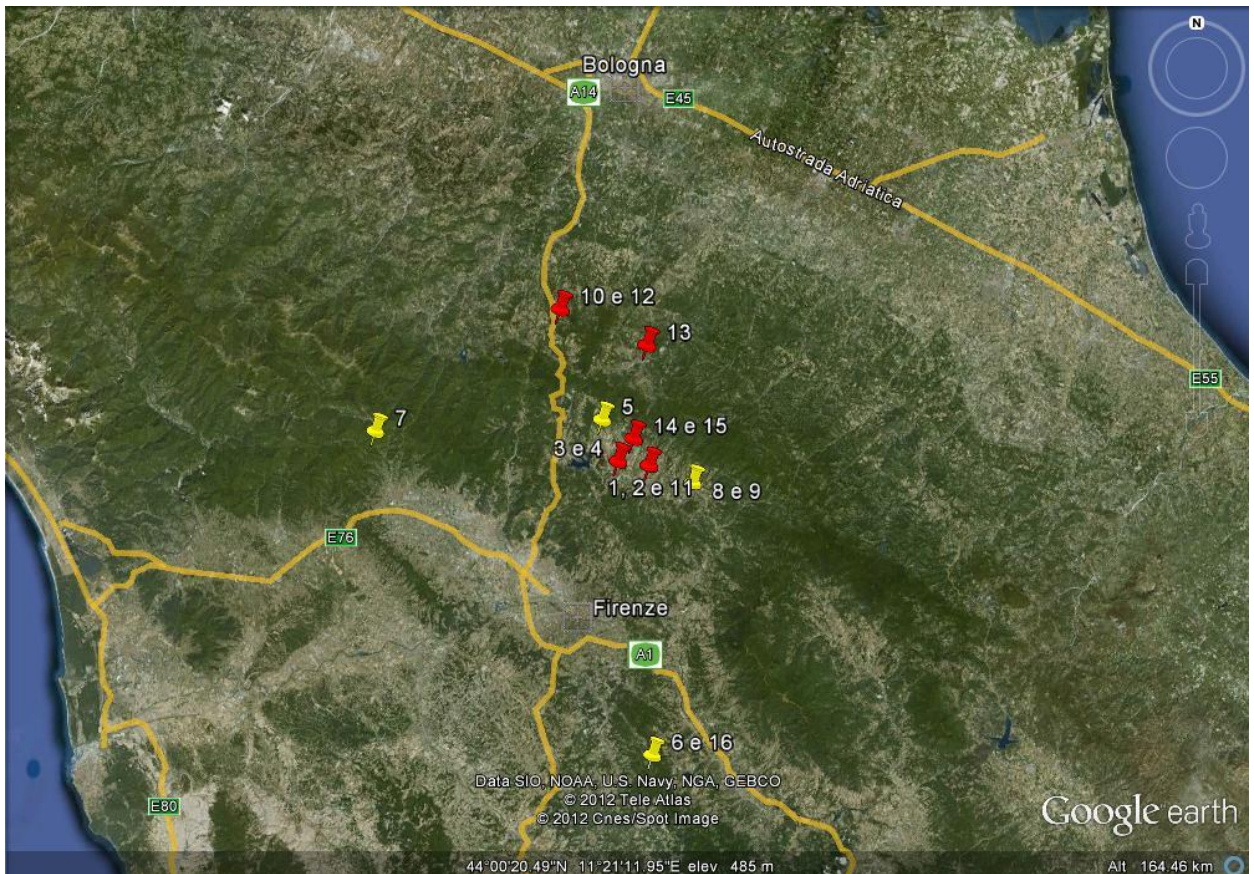 N
Bologna
A14
E45
Autostrada Adriatica
10 e 12
13
E55
5
7
14 e 15
3 e 4
1, 2 e 11
8 e 9
E76
Firenze
A1
6 e 16
Data SIO, NOAA, U.S. Navy, NGA, GEBCO
© 2012 Tele Atlas
© 2012 Cnes/Spot Image
E80
Google earth
44°00'20.49"N 11°21'11.95"E elev 485 m
Alt 164.46 km